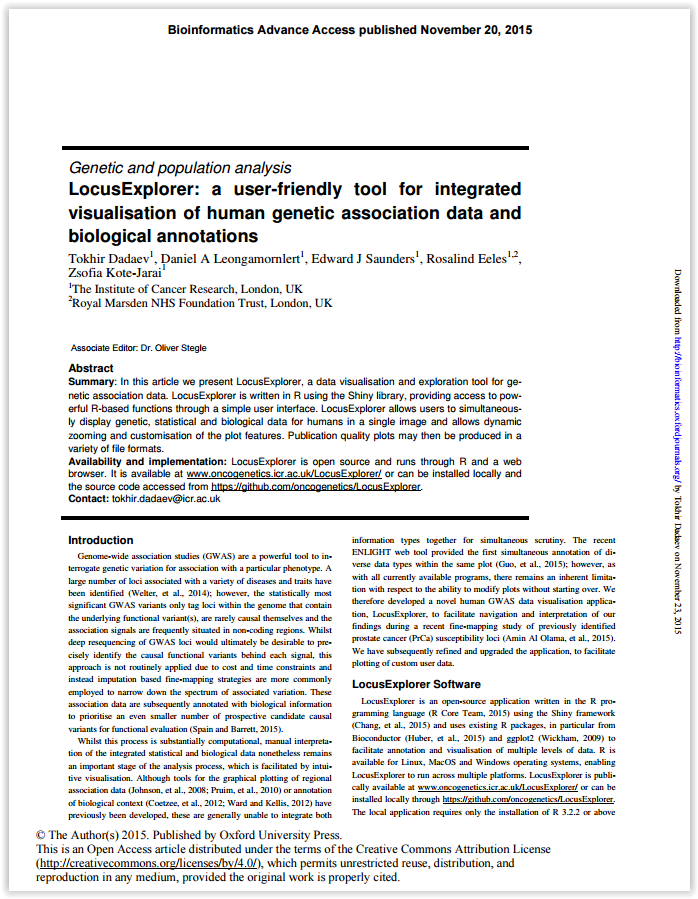 Bioinformatics Advance Access published November 20, 2015
Genetic and population analysis
LocusExplorer: a user-friendly tool for integrated
visualisation of human genetic association data and
biological annotations
Tokhir Dadaev1, Daniel A Leongamornlert1, Edward J Saunders1, Rosalind Eeles1,2,
Zsofia Kote-Jarai1
1The Institute of Cancer Research, London, UK
2Royal Marsden NHS Foundation Trust, London, UK
Associate Editor: Dr. Oliver Stegle
Abstract
Summary: In this article we present LocusExplorer, a data visualisation and exploration tool for ge-
netic association data. LocusExplorer is written in R using the Shiny library, providing access to pow-
erful R-based functions through a simple user interface. LocusExplorer allows users to simultaneous-
ly display genetic, statistical and biological data for humans in a single image and allows dynamic
zooming and customisation of the plot features. Publication quality plots may then be produced in a
variety of file formats.
Availability and implementation: LocusExplorer is open source and runs through R and a web
browser. It is available at www.oncogenetics.icr.ac.uk/LocusExplorer/ or can be installed locally and
the source code accessed from https://github.com/oncogenetics/LocusExplorer.
Contact: tokhir.dadaev@icr.ac.uk
Introduction
Genome-wide association studies (GWAS) are a powerful tool to in-
terrogate genetic variation for association with a particular phenotype. A
large number of loci associated with a variety of diseases and traits have
been identified (Welter, et al., 2014); however, the statistically most
significant GWAS variants only tag loci within the genome that contain
the underlying functional variant(s), are rarely causal themselves and the
association signals are frequently situated in non-coding regions. Whilst
deep resequencing of GWAS loci would ultimately be desirable to pre-
cisely identify the causal functional variants behind each signal, this
approach is not routinely applied due to cost and time constraints and
instead imputation based fine-mapping strategies are more commonly
employed to narrow down the spectrum of associated variation. These
association data are subsequently annotated with biological information
to prioritise an even smaller number of prospective candidate causal
variants for functional evaluation (Spain and Barrett, 2015).
Whilst this process is substantially computational, manual interpreta-
tion of the integrated statistical and biological data nonetheless remains
an important stage of the analysis process, which is facilitated by intui-
tive visualisation. Although tools for the graphical plotting of regional
association data (Johnson, et al., 2008; Pruim, et al., 2010) or annotation
of biological context (Coetzee, et al., 2012; Ward and Kellis, 2012) have
previously been developed, these are generally unable to integrate both
information types together for simultaneous scrutiny. The recent
ENLIGHT web tool provided the first simultaneous annotation of di-
verse data types within the same plot (Guo, et al., 2015); however, as
with all currently available programs, there remains an inherent limita-
tion with respect to the ability to modify plots without starting over. We
therefore developed a novel human GWAS data visualisation applica-
tion, LocusExplorer, to facilitate navigation and interpretation of our
findings during a recent fine-mapping study of previously identified
prostate cancer (PrCa) susceptibility loci (Amin Al Olama, et al., 2015).
We have subsequently refined and upgraded the application, to facilitate
plotting of custom user data.
LocusExplorer Software
LocusExplorer is an open-source application written in the R pro-
gramming language (R Core Team, 2015) using the Shiny framework
(Chang, et al., 2015) and uses existing R packages, in particular from
Bioconductor (Huber, et al., 2015) and ggplot2 (Wickham, 2009) to
facilitate annotation and visualisation of multiple levels of data. R is
available for Linux, MacOS and Windows operating systems, enabling
LocusExplorer to run across multiple platforms. LocusExplorer is publi-
cally available at www.oncogenetics.icr.ac.uk/LocusExplorer/ or can be
installed locally through https://github.com/oncogenetics/LocusExplorer.
The local application requires only the installation of R 3.2.2 or above
© The Author(s) 2015. Published by Oxford University Press.
This is an Open Access article distributed under the terms of the Creative Commons Attribution License
(http://creativecommons.org/licenses/by/4.0/), which permits unrestricted reuse, distribution, and
reproduction in any medium, provided the original work is properly cited.
Downloaded from http://bioinformatics.oxfordjournals.org/ by Tokhir Dadaev on November 23, 2015